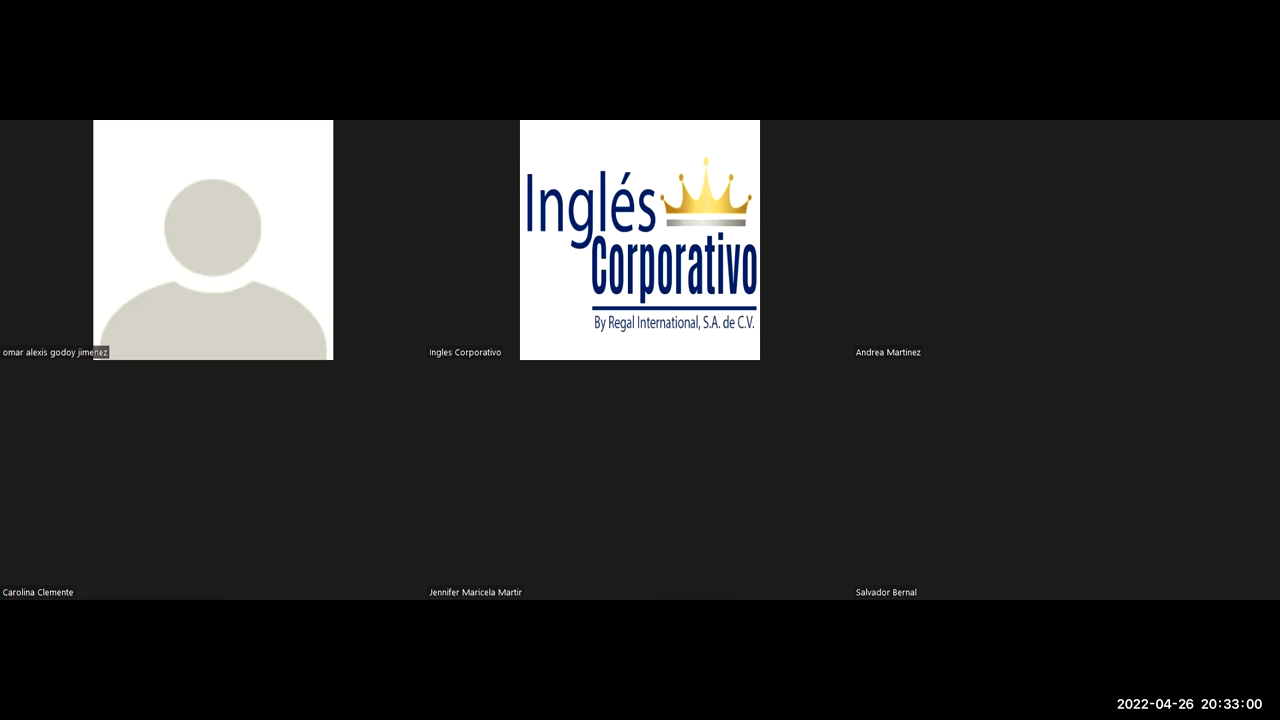 Inglés
Corporativo
By Regal International, S.A. de C.V.
omar alexis godoy jimenez
Ingles Corporativo
Andrea Martinez
Carolina Clemente
Jennifer Maricela Martir
Salvador Bernal
2022-04-26 20:33:00